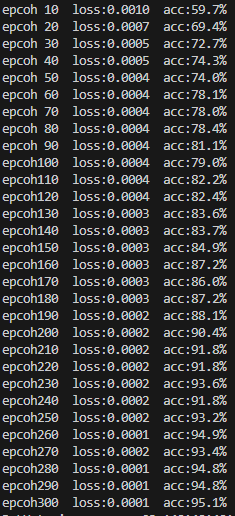 epcoh 10  loss:0.0010  acc:59.7%
epcoh 20  loss:0.0007  acc:69.4%
epcoh 30  loss:0.0005  acc:72.7%
epcoh 40  loss:0.0005  acc:74.3%
epcoh 50  loss:0.0004  acc:74.0%
epcoh 60  loss:0.0004  acc:78.1%
epcoh 70  loss:0.0004  acc:78.0%
epcoh 80  loss:0.0004  acc:78.4%
epcoh 90  loss:0.0004  acc:81.1%
epcoh100  loss:0.0004  acc:79.0%
epcoh110  loss:0.0004  acc:82.2%
epcoh120  loss:0.0004  acc:82.4%
epcoh130  loss:0.0003  acc:83.6%
epcoh140  loss:0.0003  acc:83.7%
epcoh150  loss:0.0003  acc:84.9%
epcoh160  loss:0.0003  acc:87.2%
epcoh170  loss:0.0003  acc:86.0%
epcoh180  loss:0.0003  acc:87.2%
epcoh190  loss:0.0002  acc:88.1%
epcoh200  loss:0.0002  acc:90.4%
epcoh210  loss:0.0002  acc:91.8%
epcoh220  loss:0.0002  acc:91.8%
epcoh230  loss:0.0002  acc:93.6%
epcoh240  loss:0.0002  acc:91.8%
epcoh250  loss:0.0002  acc:93.2%
epcoh260  loss:0.0001  acc:94.9%
epcoh270  loss:0.0002  acc:93.4%
epcoh280  loss:0.0001  acc:94.8%
epcoh290  loss:0.0001  acc:94.8%
epcoh300  loss:0.0001  acc:95.1%